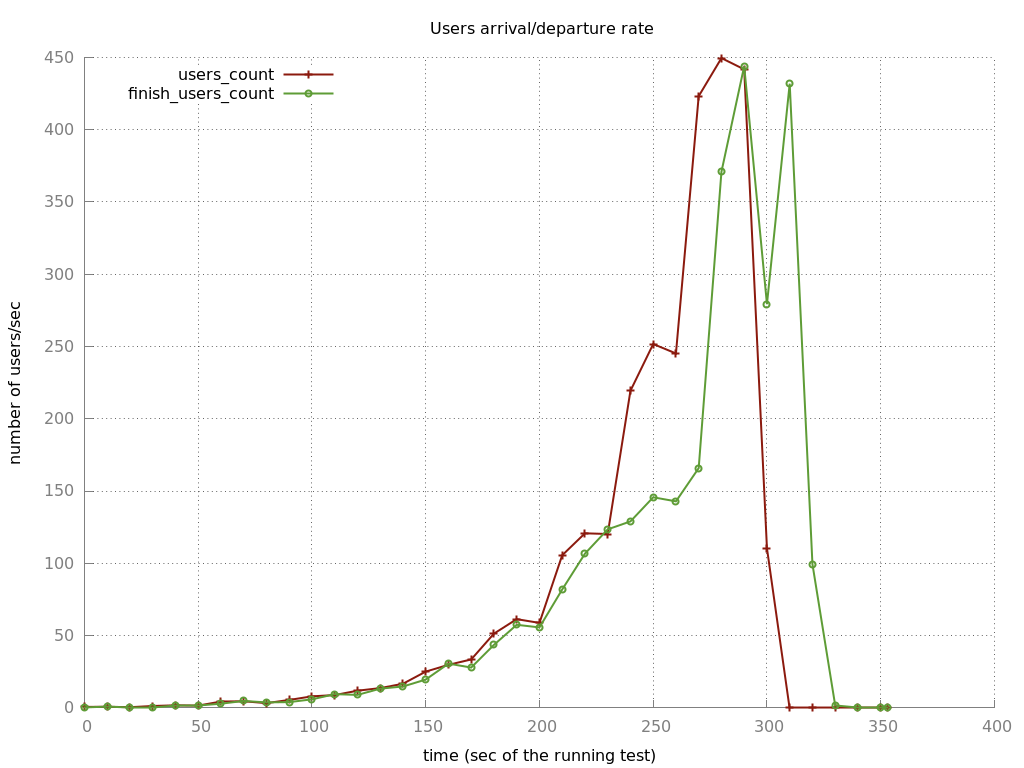 Users arrival/departure rate
450
400
350
300
250
200
150
100
50
0
users_count
finish_users_count
number of users/sec
0 50 100 150 200 250 300 350 400
time (sec of the running test)